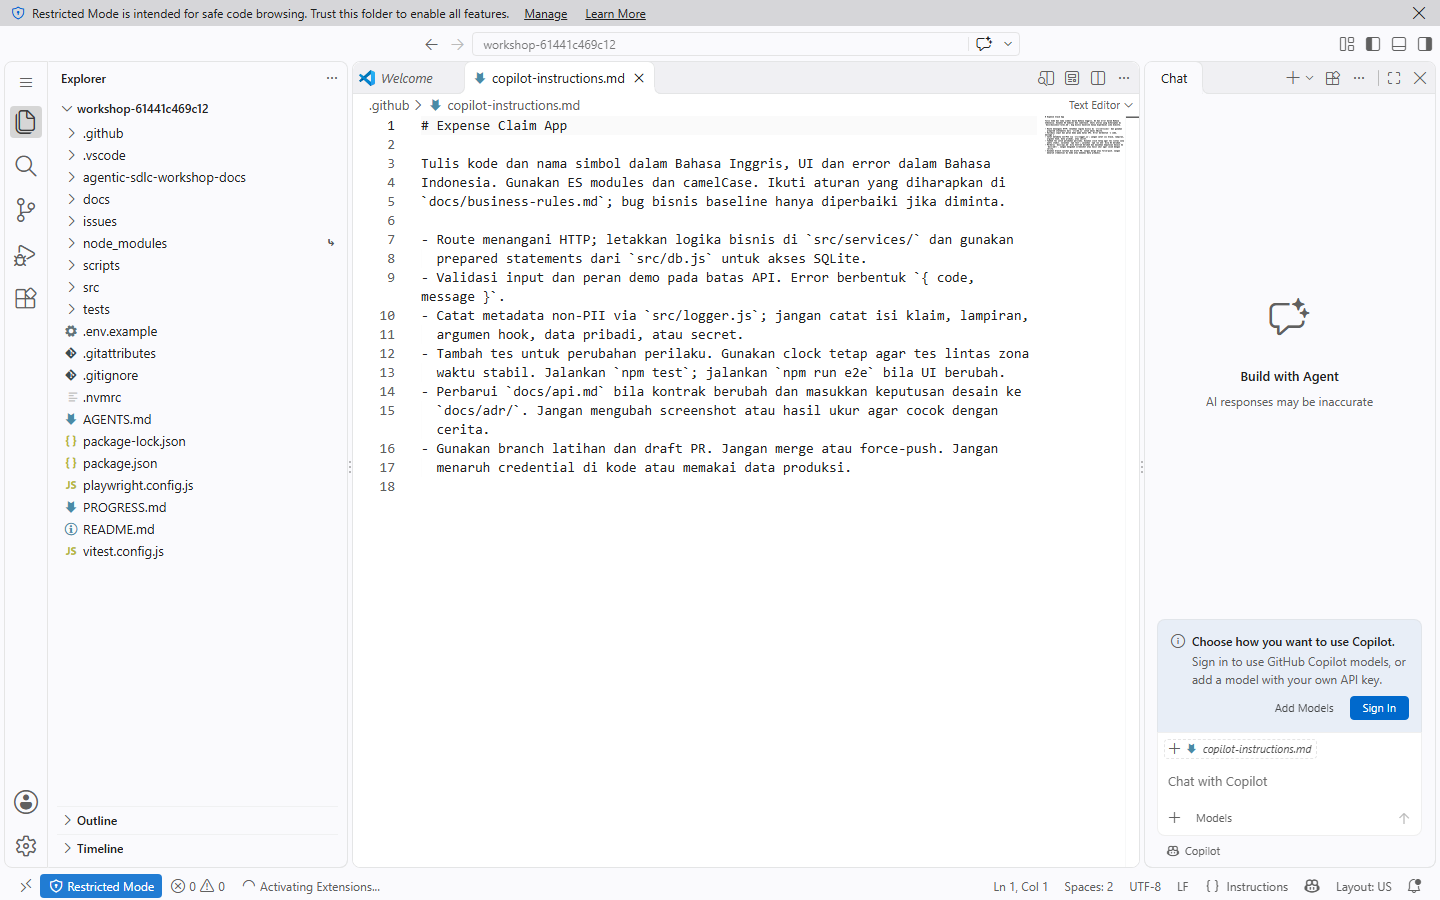 Restricted Mode is intended for safe code browsing. Trust this folder to enable all features. Manage Learn More
workshop-61441c469c12
Explorer
workshop-61441c469c12
.github
.vscode
agentic-sdlc-workshop-docs
docs
issues
node_modules
scripts
src
tests
.env.example
.gitattributes
.gitignore
.nvmrc
AGENTS.md
package-lock.json
package.json
playwright.config.js
PROGRESS.md
README.md
vitest.config.js
Outline
Timeline
Welcome
copilot-instructions.md
.github > copilot-instructions.md
Text Editor
1 # Expense Claim App
2
3 Tulis kode dan nama simbol dalam Bahasa Inggris, UI dan error dalam Bahasa
4 Indonesia. Gunakan ES modules dan camelCase. Ikuti aturan yang diharapkan di
5 `docs/business-rules.md`; bug bisnis baseline hanya diperbaiki jika diminta.
6
7 - Route menangani HTTP; letakkan logika bisnis di `src/services/` dan gunakan
8 prepared statements dari `src/db.js` untuk akses SQLite.
9 - Validasi input dan peran demo pada batas API. Error berbentuk `{ code,
message }`.
10 - Catat metadata non-PII via `src/logger.js`; jangan catat isi klaim, lampiran,
11 argumen hook, data pribadi, atau secret.
12 - Tambah tes untuk perubahan perilaku. Gunakan clock tetap agar tes lintas zona
13 waktu stabil. Jalankan `npm test`; jalankan `npm run e2e` bila UI berubah.
14 - Perbarui `docs/api.md` bila kontrak berubah dan masukkan keputusan desain ke
15 `docs/adr/`. Jangan mengubah screenshot atau hasil ukur agar cocok dengan
cerita.
16 - Gunakan branch latihan dan draft PR. Jangan merge atau force-push. Jangan
17 menaruh credential di kode atau memakai data produksi.
18
Chat
Build with Agent
AI responses may be inaccurate
Choose how you want to use Copilot.
Sign in to use GitHub Copilot models, or
add a model with your own API key.
Add Models Sign In
copilot-instructions.md
Chat with Copilot
Models
Copilot
Restricted Mode 0 0 Activating Extensions...
Ln 1, Col 1 Spaces: 2 UTF-8 LF { } Instructions Layout: US